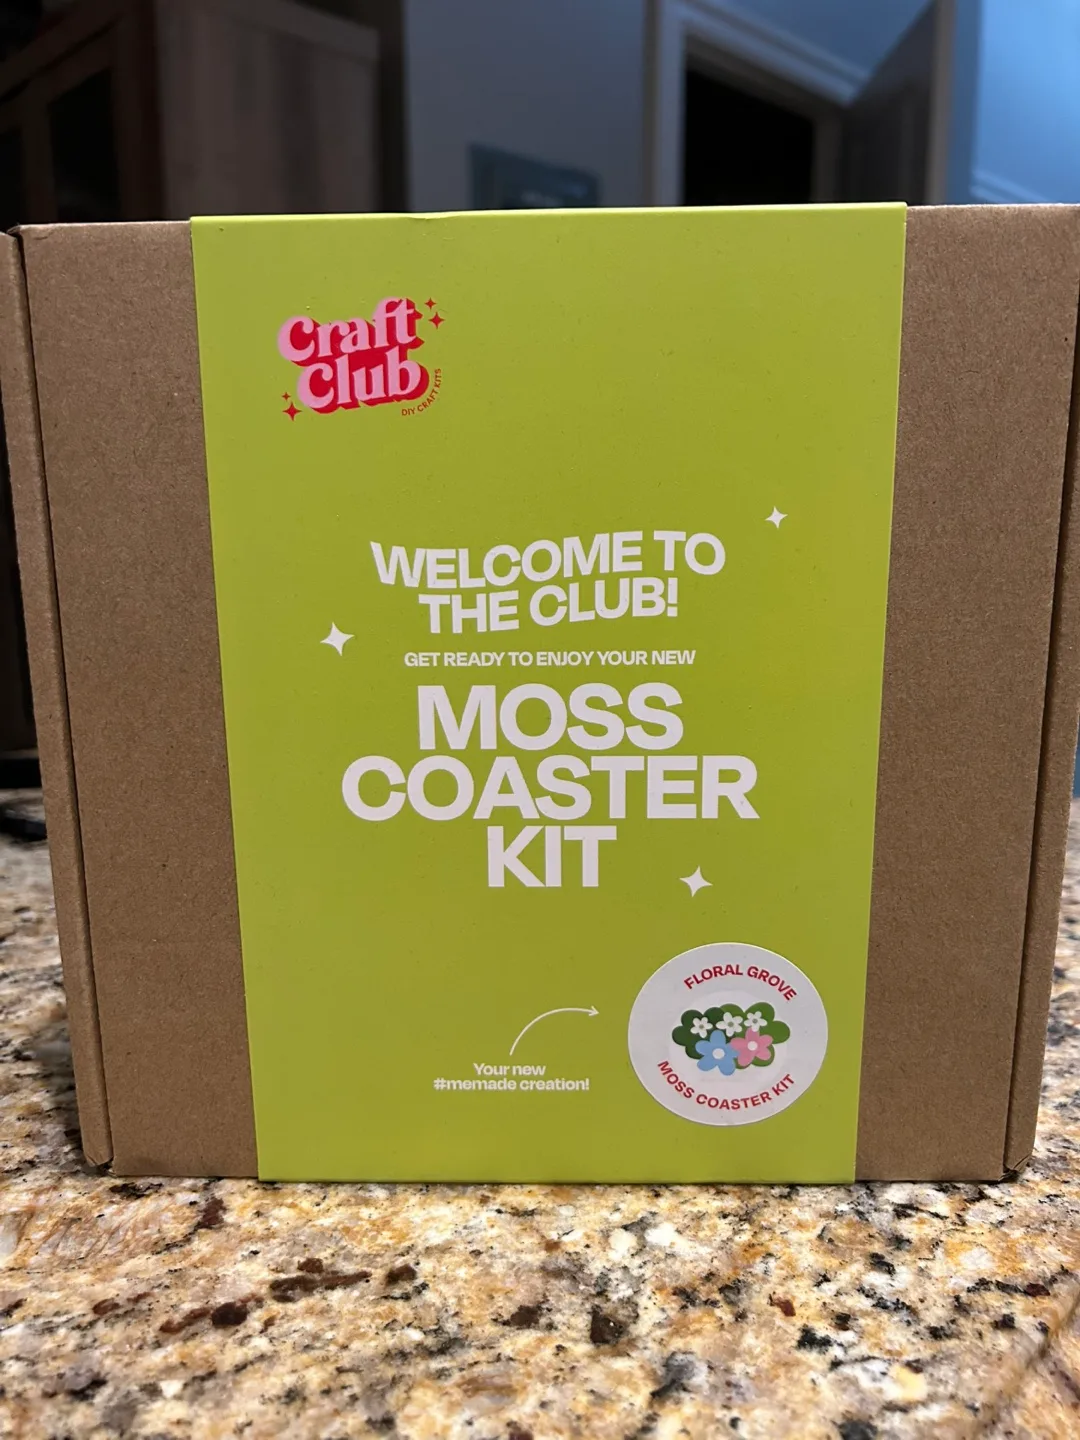 Craft
Club
DIY CRAFT KITS
WELCOME TO
THE CLUB!
GET READY TO ENJOY YOUR NEW
MOSS
COASTER
KIT
Your new
#memade creation!
FLORAL GROVE
MOSS COASTER KIT